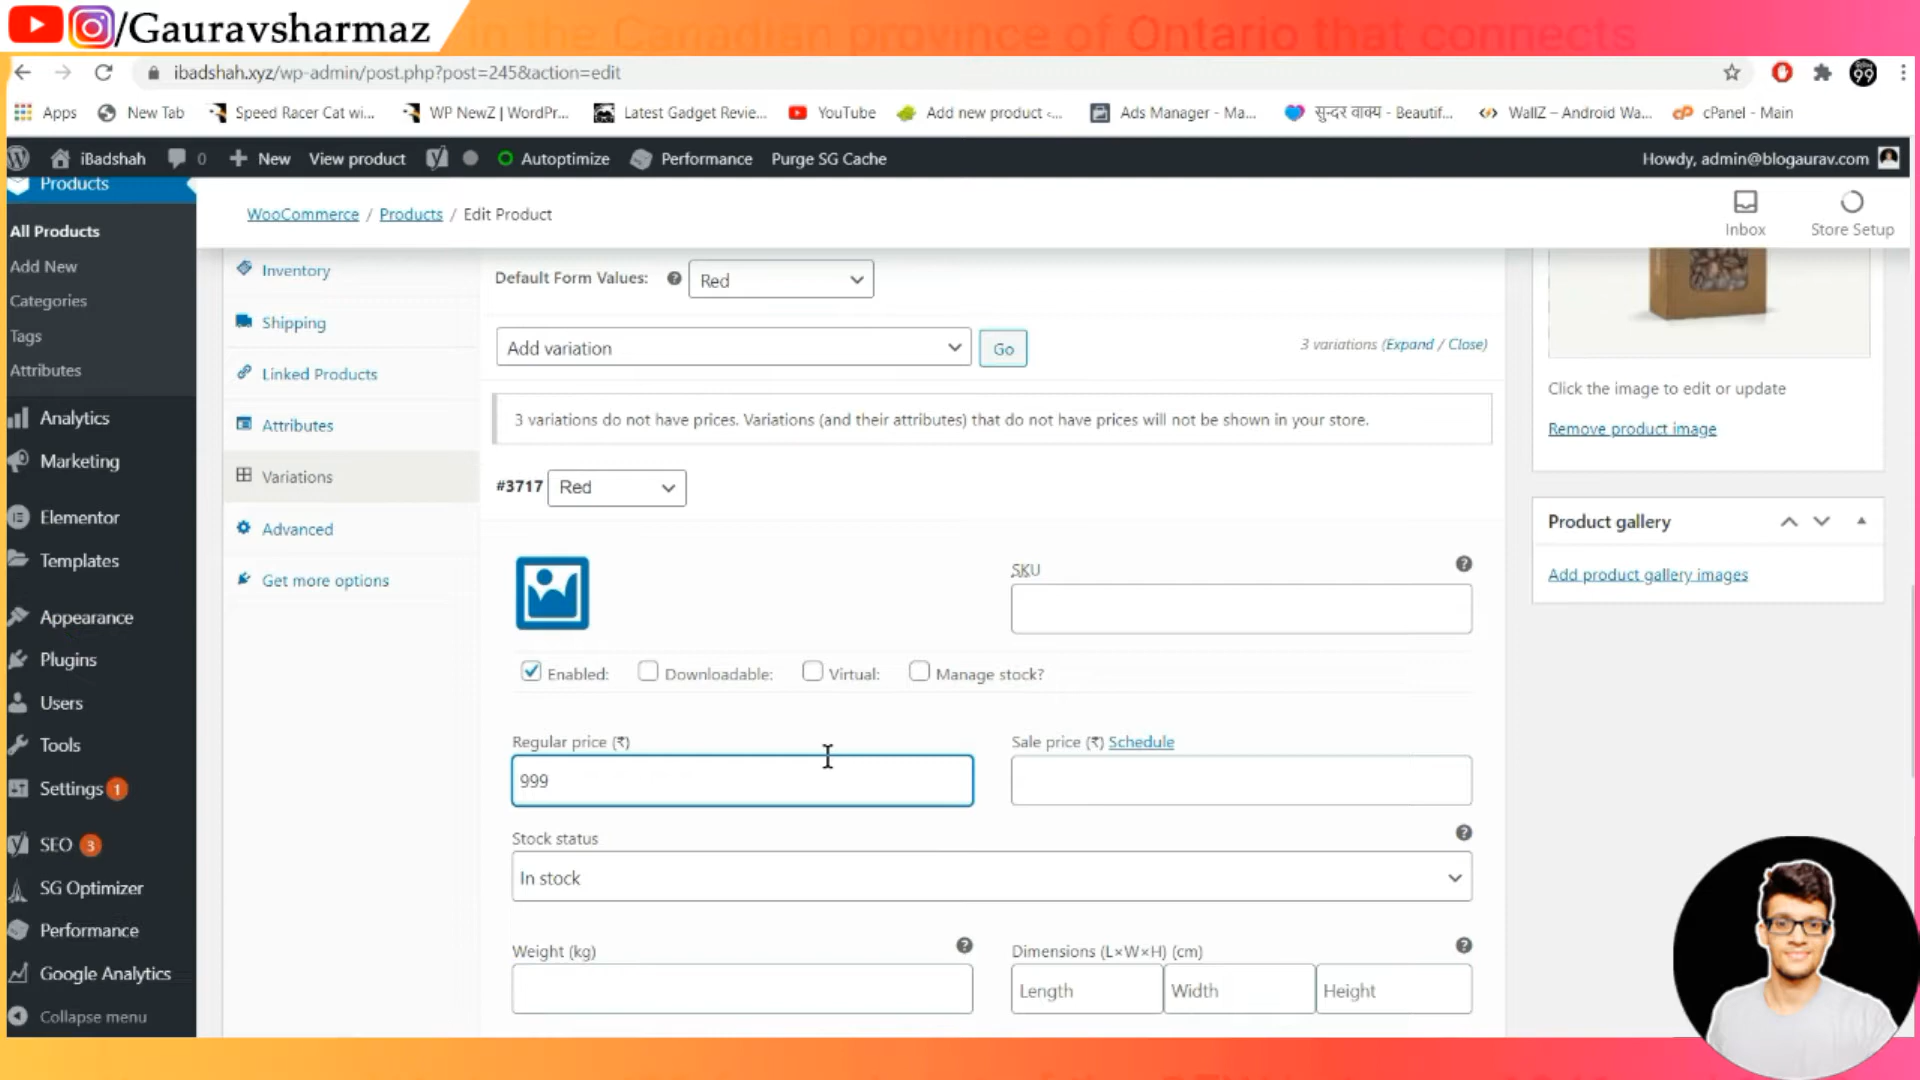 /Gauravsharmaz
in the Canadian province of Ontario that connects
ibadshah.xyz/wp-admin/post.php?post=245&action=edit
99
Apps
New Tab
Speed Racer Cat wi...
WP NewZ | WordPr...
Latest Gadget Revie...
YouTube
Add new product <...
Ads Manager - Ma...
सुन्दर वाक्य - Beautif...
WallZ – Android Wa...
cPanel - Main
iBadshah
0
New
View product
Autoptimize
Performance
Purge SG Cache
Howdy, admin@blogaurav.com
Products
All Products
Add New
Categories
Tags
Attributes
Analytics
Marketing
Elementor
Templates
Appearance
Plugins
Users
Tools
Settings 1
SEO 3
SG Optimizer
Performance
Google Analytics
Collapse menu
WooCommerce / Products / Edit Product
Inbox
Store Setup
Inventory
Shipping
Linked Products
Attributes
Variations
Advanced
Get more options
Default Form Values: Red
Add variation
Go
3 variations (Expand / Close)
3 variations do not have prices. Variations (and their attributes) that do not have prices will not be shown in your store.
#3717 Red
SKU
Enabled: Downloadable: Virtual: Manage stock?
Regular price (₹)
999
Sale price (₹) Schedule
Stock status
In stock
Weight (kg)
Dimensions (L×W×H) (cm)
Length
Width
Height
Click the image to edit or update
Remove product image
Product gallery
Add product gallery images